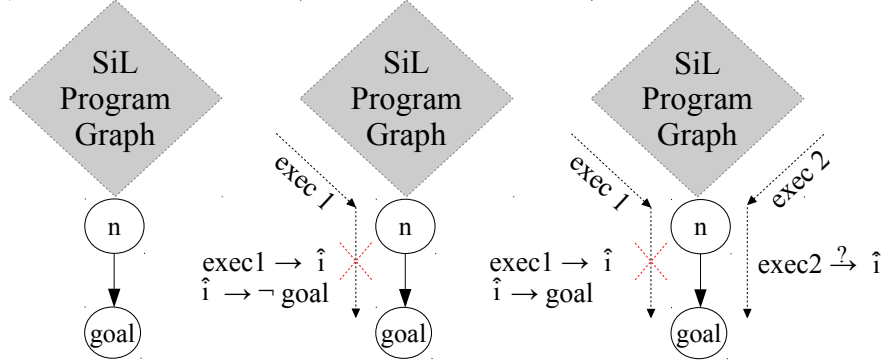 SiL
Program
Graph
n
goal
SiL
Program
Graph
exec 1
n
exec1 → î
î → ¬ goal
goal
SiL
Program
Graph
exec 1
exec 2
n
exec1 → î
î → goal
exec2 →? î
goal